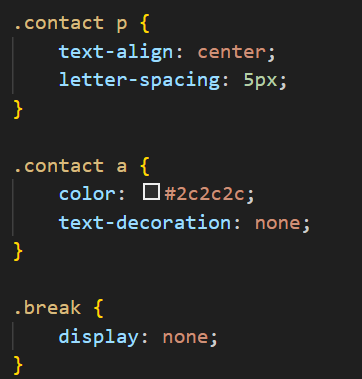 .contact p {
    text-align: center;
    letter-spacing: 5px;
}

.contact a {
    color: #2c2c2c;
    text-decoration: none;
}

.break {
    display: none;
}